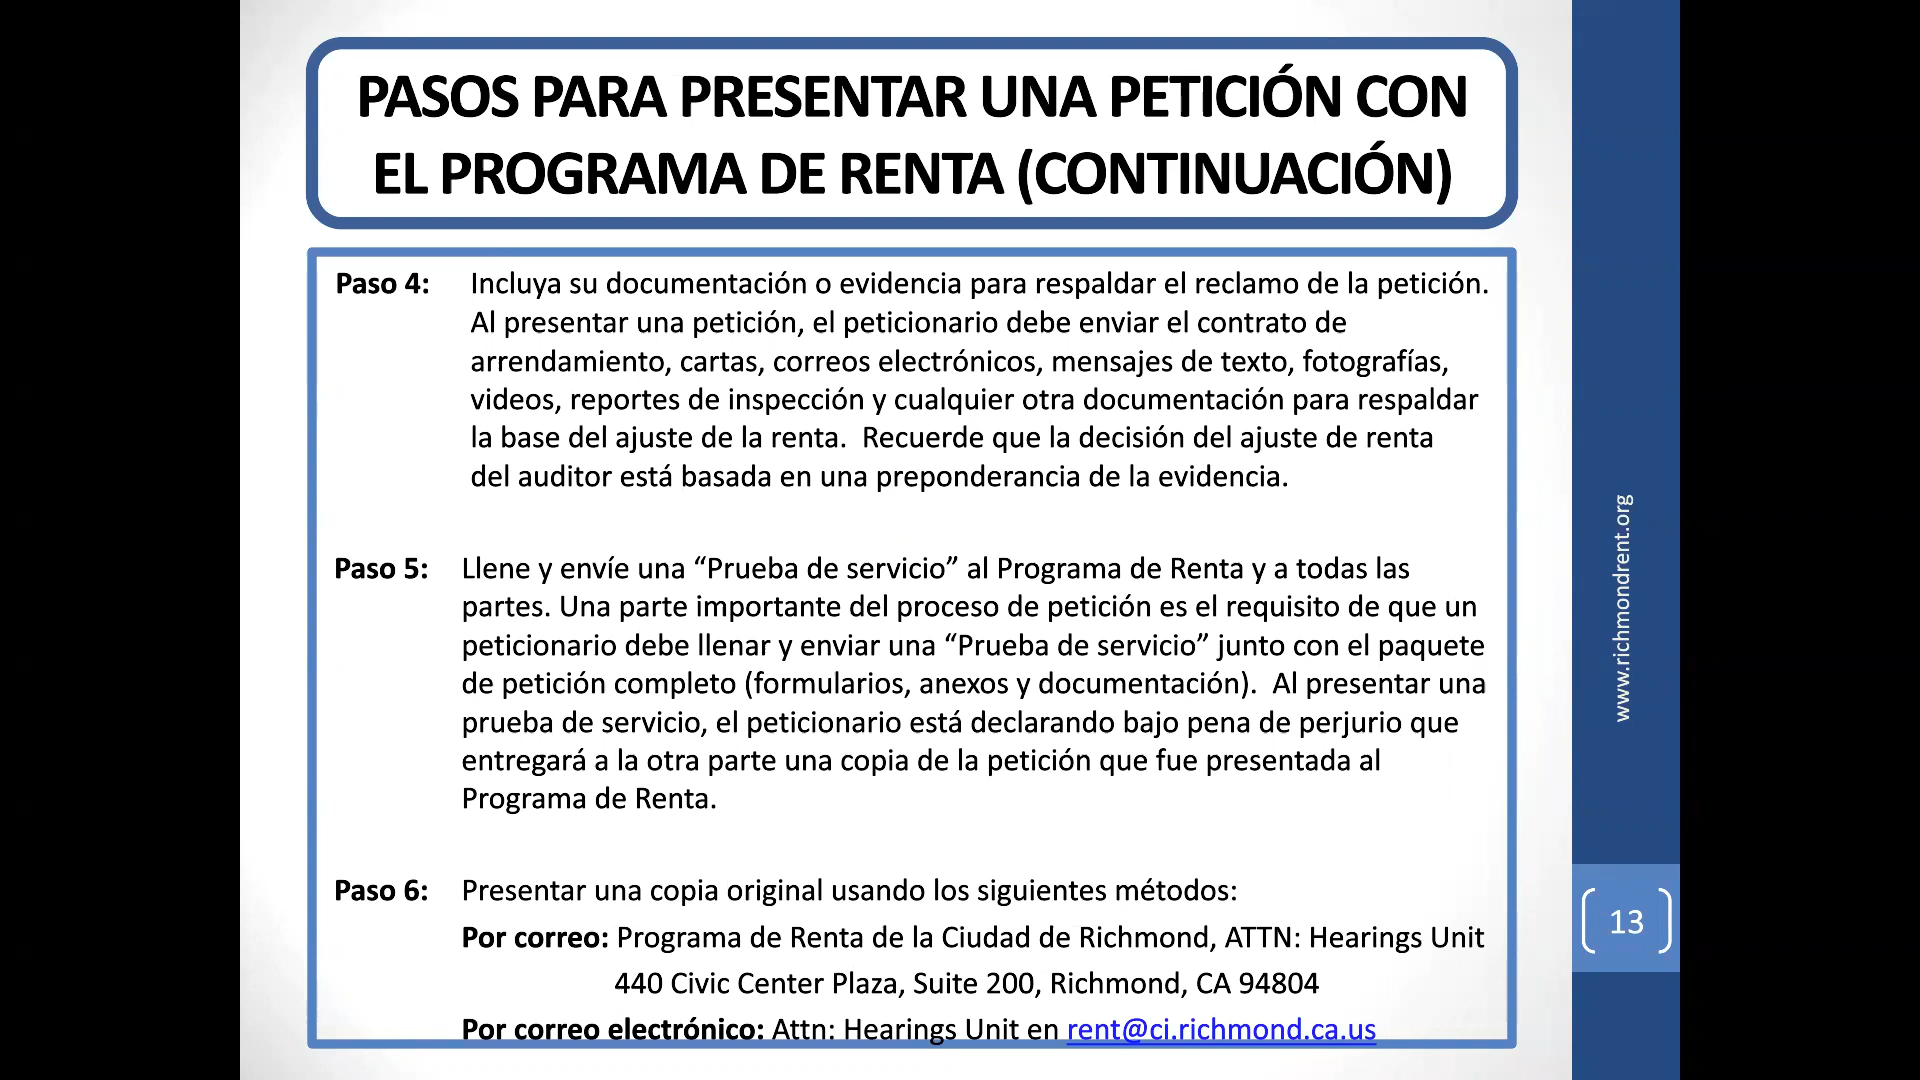 PASOS PARA PRESENTAR UNA PETICIÓN CON
EL PROGRAMA DE RENTA (CONTINUACIÓN)
Paso 4: Incluya su documentación o evidencia para respaldar el reclamo de la petición.
Al presentar una petición, el peticionario debe enviar el contrato de
arrendamiento, cartas, correos electrónicos, mensajes de texto, fotografías,
videos, reportes de inspección y cualquier otra documentación para respaldar
la base del ajuste de la renta.  Recuerde que la decisión del ajuste de renta
del auditor está basada en una preponderancia de la evidencia.
Paso 5: Llene y envíe una “Prueba de servicio” al Programa de Renta y a todas las
partes. Una parte importante del proceso de petición es el requisito de que un
peticionario debe llenar y enviar una “Prueba de servicio” junto con el paquete
de petición completo (formularios, anexos y documentación).  Al presentar una
prueba de servicio, el peticionario está declarando bajo pena de perjurio que
entregará a la otra parte una copia de la petición que fue presentada al
Programa de Renta.
Paso 6: Presentar una copia original usando los siguientes métodos:
Por correo: Programa de Renta de la Ciudad de Richmond, ATTN: Hearings Unit
440 Civic Center Plaza, Suite 200, Richmond, CA 94804
Por correo electrónico: Attn: Hearings Unit en rent@ci.richmond.ca.us
www.richmondrent.org
13